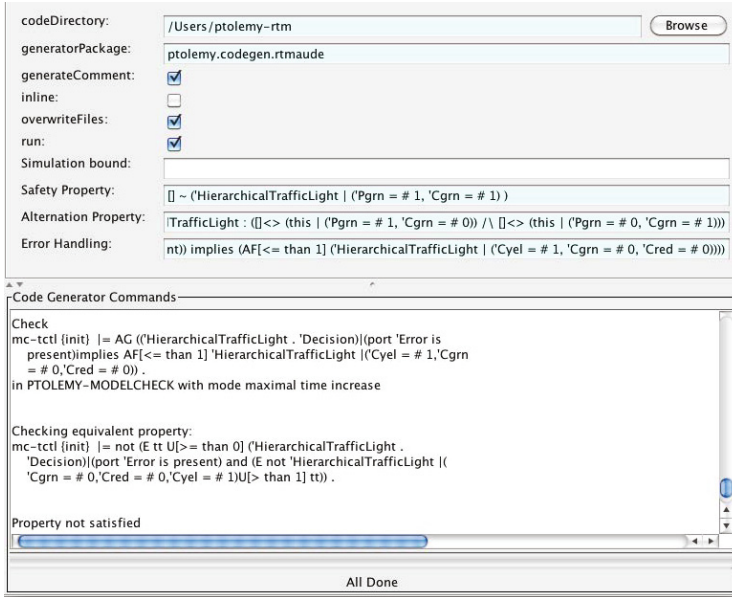 codeDirectory: /Users/ptolemy-rtm Browse
generatorPackage: ptolemy.codegen.rtmaude
generateComment:
inline:
overwriteFiles:
run:
Simulation bound:
Safety Property: [] ~ ('HierarchicalTrafficLight | ('Pgrn = # 1, 'Cgrn = # 1) )
Alternation Property: TrafficLight : ([]<> (this | ('Pgrn = # 1, 'Cgrn = # 0)) /\ []<> (this | ('Pgrn = # 0, 'Cgrn = # 1)))
Error Handling: nt)) implies (AF[<= than 1] ('HierarchicalTrafficLight | ('Cyel = # 1, 'Cgrn = # 0, 'Cred = # 0))))
Code Generator Commands
Check
mc-tctl {init} |= AG (('HierarchicalTrafficLight . 'Decision)|(port 'Error is
present)implies AF[<= than 1] 'HierarchicalTrafficLight |('Cyel = # 1,'Cgrn
= # 0,'Cred = # 0)) .
in PTOLEMY-MODELCHECK with mode maximal time increase
Checking equivalent property:
mc-tctl {init} |= not (E tt U[>= than 0] ('HierarchicalTrafficLight .
'Decision)|(port 'Error is present) and (E not 'HierarchicalTrafficLight |(
'Cgrn = # 0,'Cred = # 0,'Cyel = # 1)U[> than 1] tt)) .
Property not satisfied
All Done